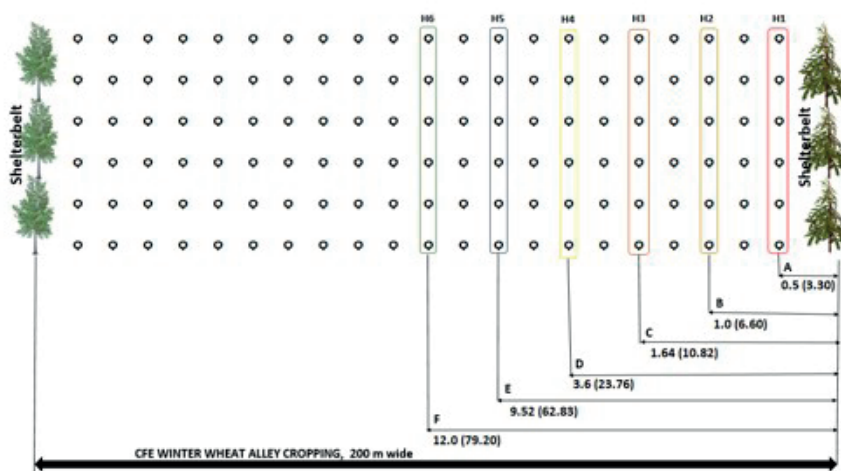 H6 H5 H4 H3 H2 H1
Shelterbelt
Shelterbelt
A
0.5 (3.30)
B
1.0 (6.60)
C
1.64 (10.82)
D
3.6 (23.76)
E
9.52 (62.83)
F
12.0 (79.20)
CFE WINTER WHEAT ALLEY CROPPING, 200 m wide